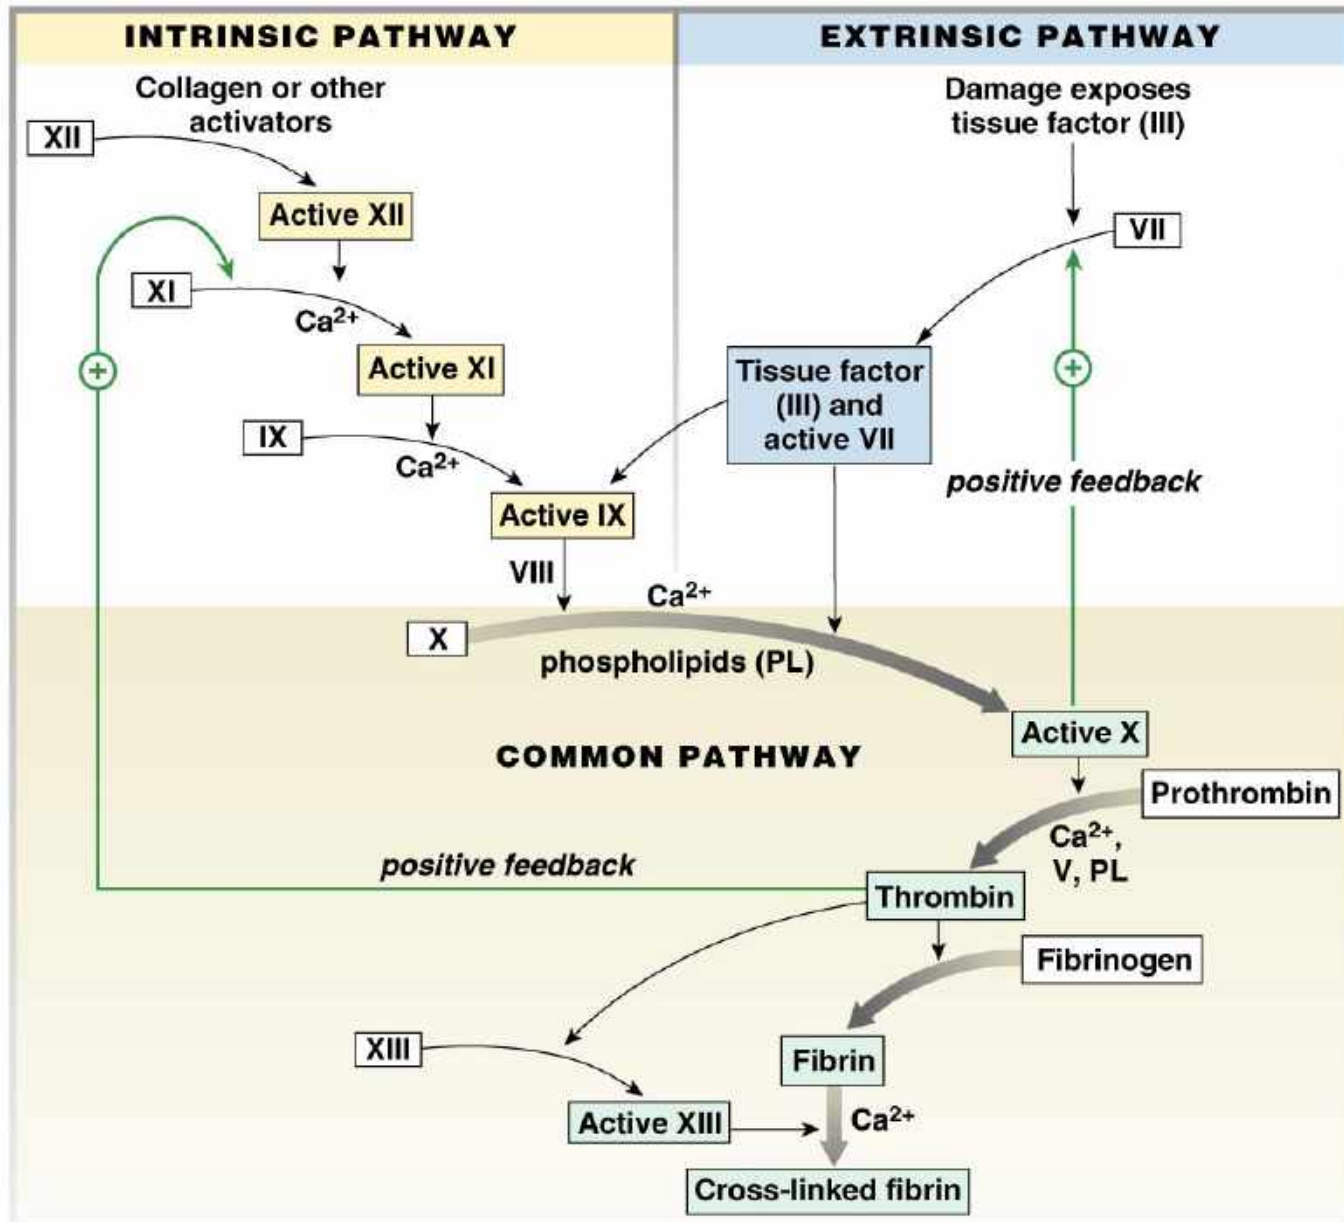 INTRINSIC PATHWAY
EXTRINSIC PATHWAY
Collagen or other
activators
XII
Active XII
XI
Ca²⁺
Active XI
IX
Ca²⁺
Active IX
VIII
Damage exposes
tissue factor (III)
VII
Tissue factor
(III) and
active VII
+
positive feedback
+
Ca²⁺
X
phospholipids (PL)
Active X
COMMON PATHWAY
Prothrombin
Ca²⁺,
V, PL
positive feedback
Thrombin
Fibrinogen
XIII
Fibrin
Active XIII
Ca²⁺
Cross-linked fibrin